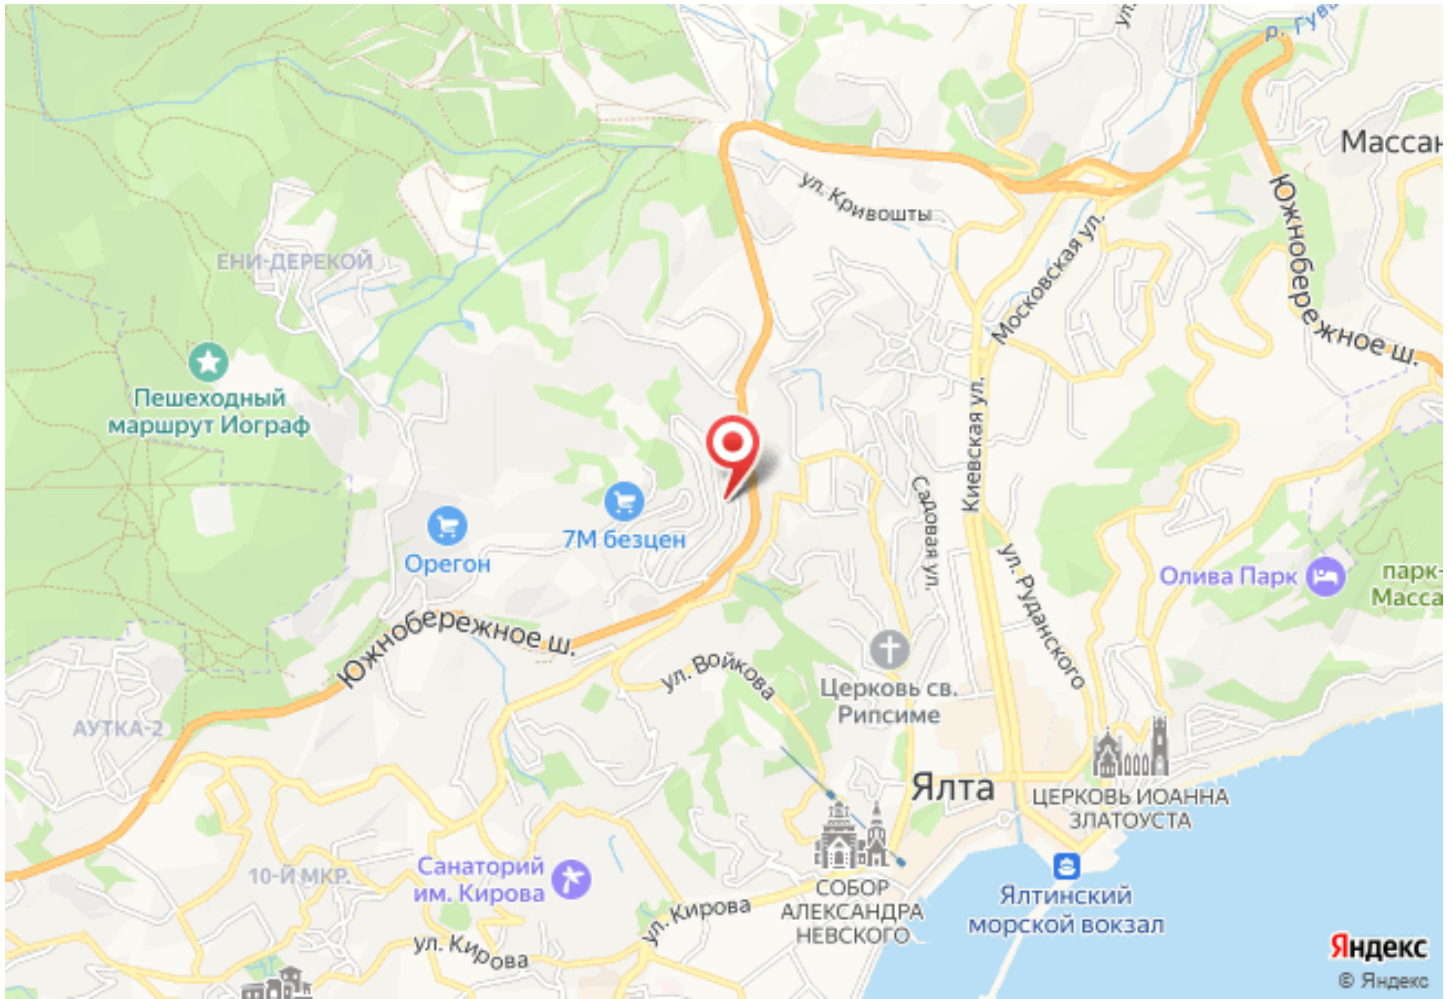 ул.
р. Гув
Массан
ул. Кривошты
Южнобережное ш.
ЕНИ-ДЕРЕКОЙ
Московская ул.
Пешеходный
маршрут Иограф
Киевская ул.
Садовая ул.
7М безцен
Орегон
ул. Руданского
Олива Парк
парк-
Масса
Южнобережное ш.
ул. Войкова
Церковь св.
Рипсиме
АУТКА-2
Ялта
ЦЕРКОВЬ ИОАННА
ЗЛАТОУСТА
Санаторий
им. Кирова
10-Й МКР.
СОБОР
АЛЕКСАНДРА
НЕВСКОГО
Ялтинский
морской вокзал
ул. Кирова
ул. Кирова
Яндекс
© Яндекс